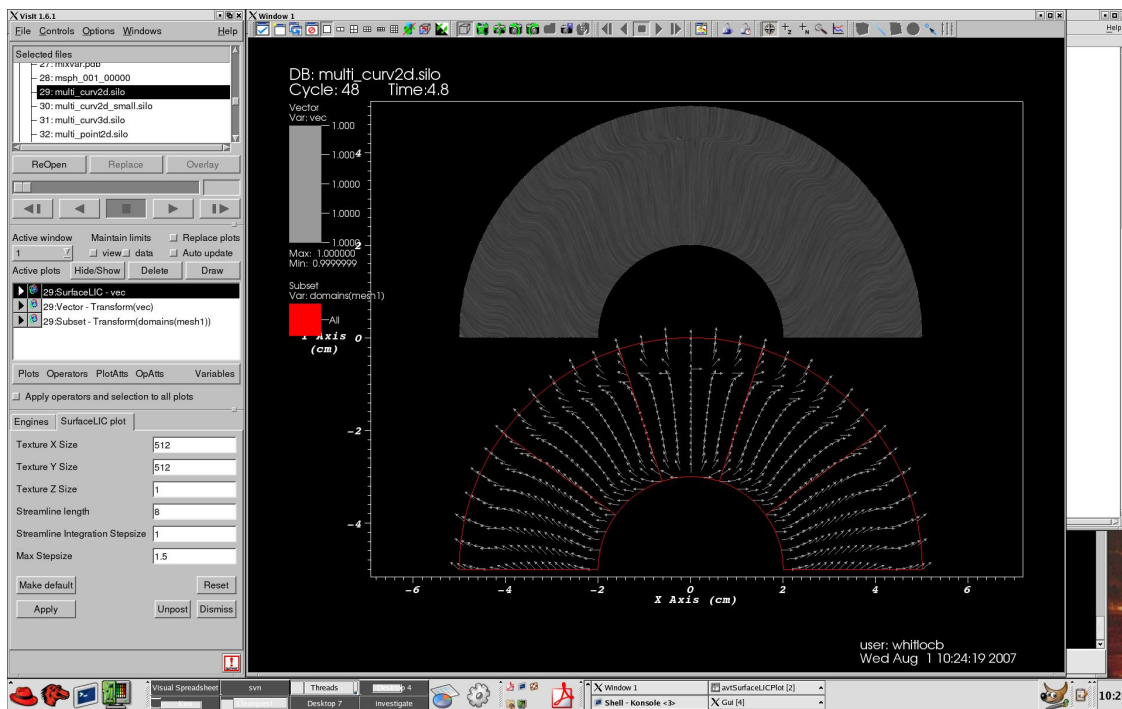 VisIt 1.6.1
File Controls Options Windows Help
Selected files
27: mixvar.pdb
28: msph_001_00000
29: multi_curv2d.silo
30: multi_curv2d_small.silo
31: multi_curv3d.silo
32: multi_point2d.silo
ReOpen Replace Overlay
Active window Maintain limits Replace plots
1 view data Auto update
Active plots Hide/Show Delete Draw
29:SurfaceLIC - vec
29:Vector - Transform(vec)
29:Subset - Transform(domains(mesh1))
Plots Operators PlotAtts OpAtts Variables
Apply operators and selection to all plots
Engines SurfaceLIC plot
Texture X Size 512
Texture Y Size 512
Texture Z Size 1
Streamline length 8
Streamline Integration Stepsize 1
Max Stepsize 1.5
Make default Reset
Apply Unpost Dismiss
Window 1
DB: multi_curv2d.silo
Cycle: 48 Time:4.8
Vector
Var: vec
1.000
1.000
1.0000
1.0000
1.0000
Max: 1.000000
Min: 0.9999999
Subset
Var: domains(mesh1)
All
Y Axis
(cm)
4
2
0
-2
-4
-6 -4 -2 0 2 4 6
X Axis (cm)
user: whitlocb
Wed Aug 1 10:24:19 2007
Help
Visual Spreadsheet svn Threads 4
Desktop 7 Investigate
Window 1 avtSurfaceLICPlot [2]
Shell - Konsole <3> Gui [4]
10:2